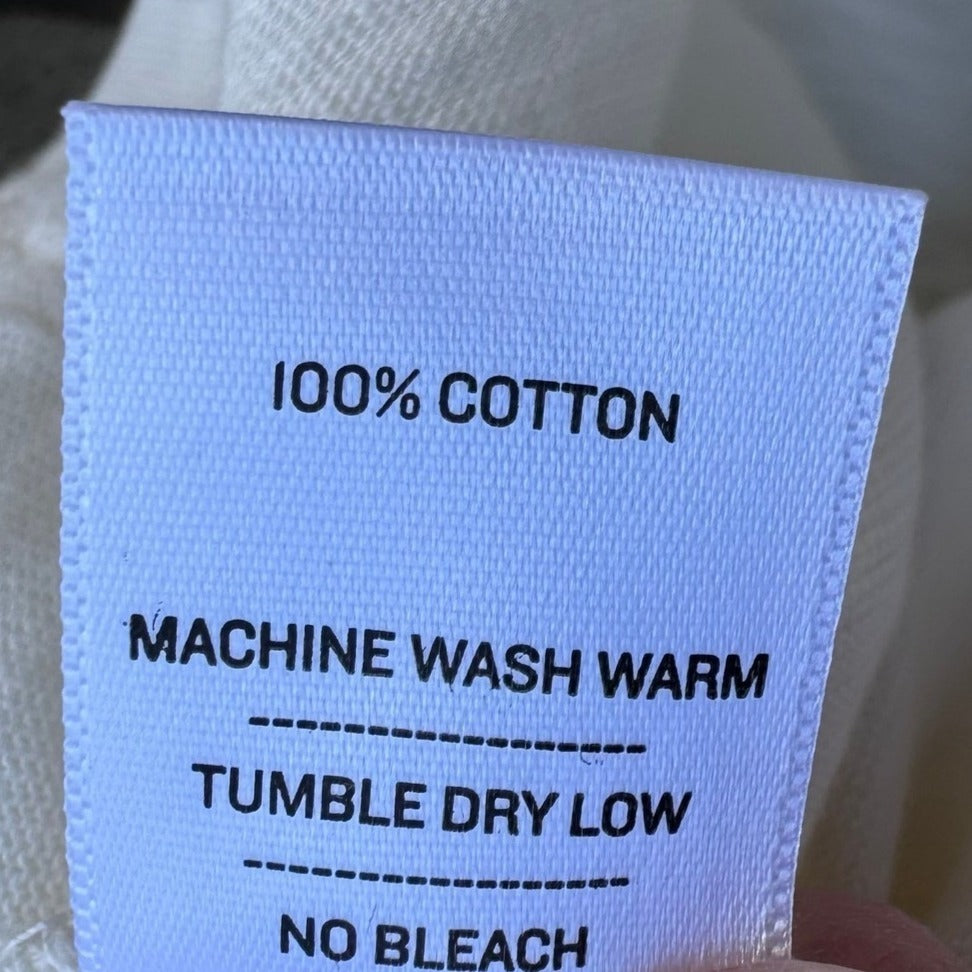 100% COTTON
MACHINE WASH WARM
------------------
TUMBLE DRY LOW
------------------
NO BLEACH